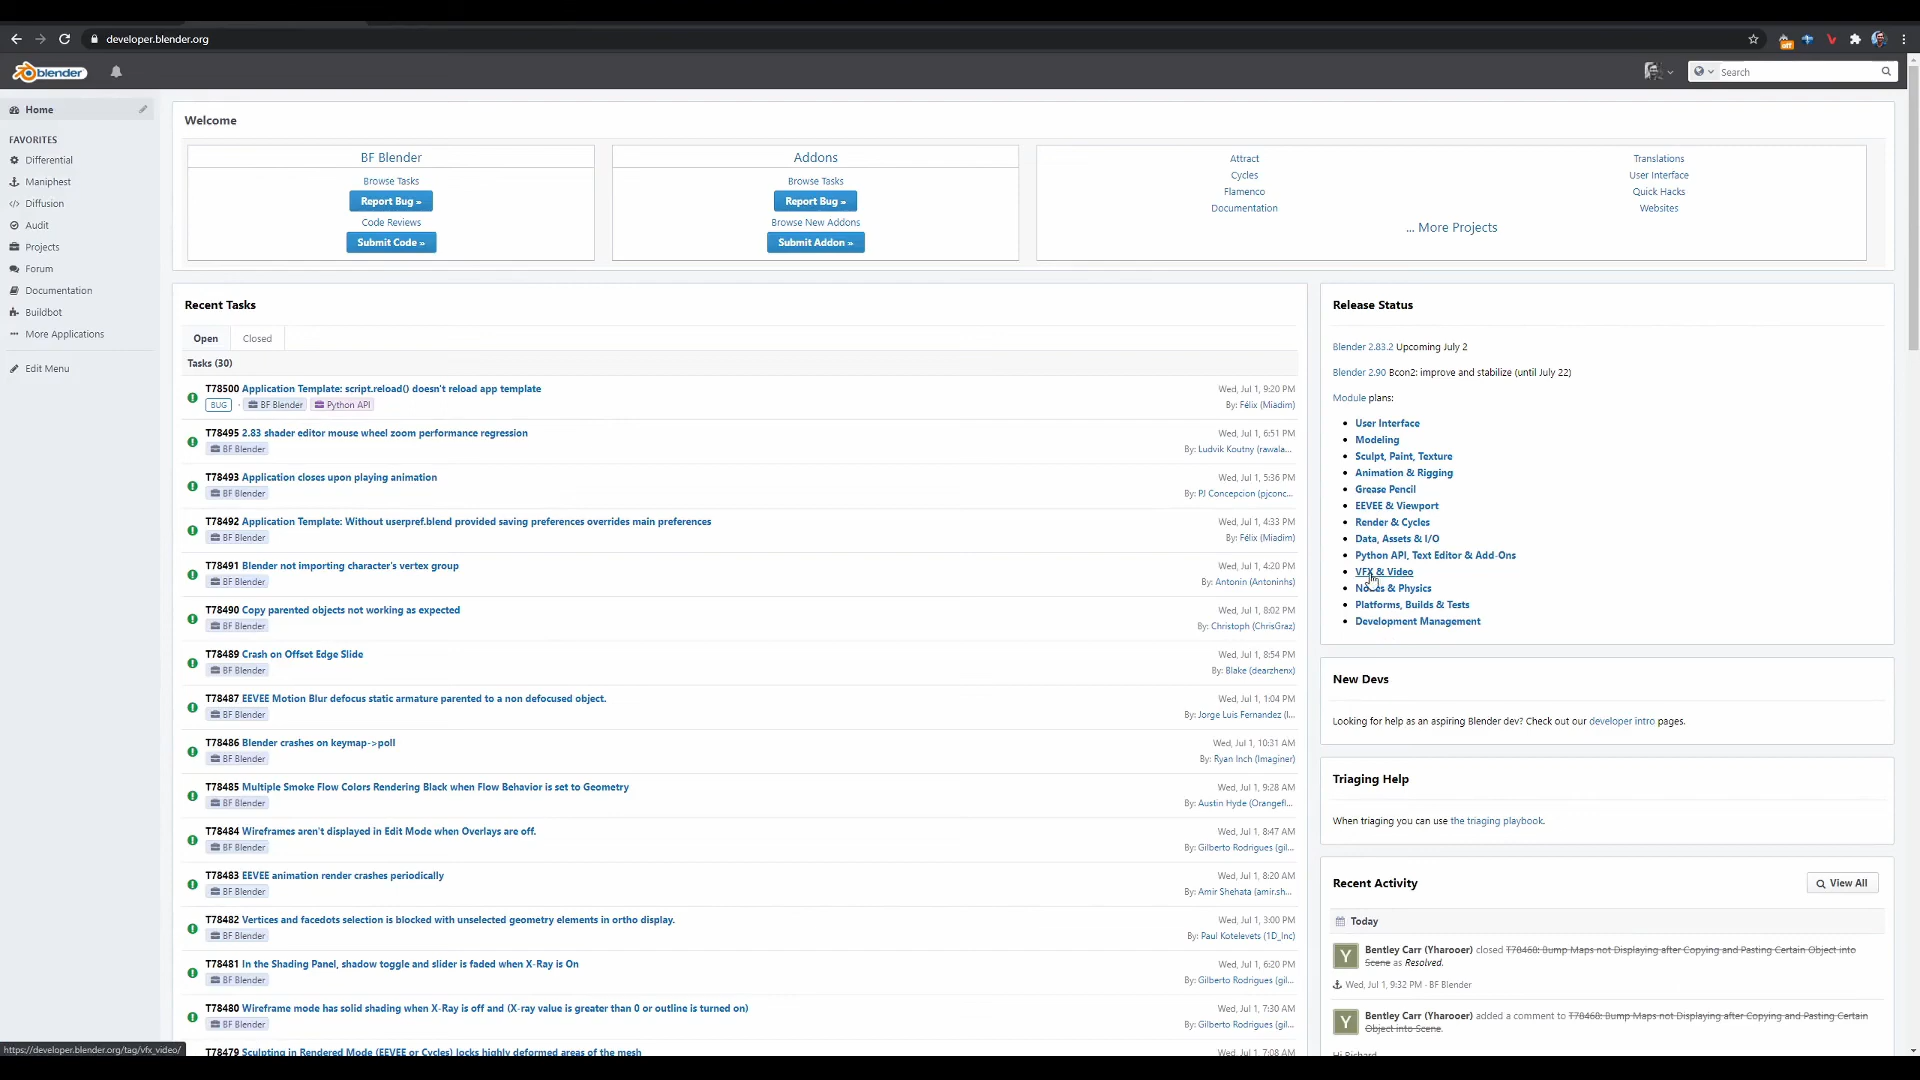 developer.blender.org
off
blender
Search
Home
FAVORITES
Differential
Maniphest
Diffusion
Audit
Projects
Forum
Documentation
Buildbot
More Applications
Edit Menu
Welcome
BF Blender
Browse Tasks
Report Bug »
Code Reviews
Submit Code »
Addons
Browse Tasks
Report Bug »
Browse New Addons
Submit Addon »
Attract
Cycles
Flamenco
Documentation
Translations
User Interface
Quick Hacks
Websites
... More Projects
Recent Tasks
Open Closed
Tasks (30)
T78500 Application Template: script.reload() doesn't reload app template Wed, Jul 1, 9:20 PM
BUG · BF Blender Python API By: Félix (Miadim)
T78495 2.83 shader editor mouse wheel zoom performance regression Wed, Jul 1, 6:51 PM
BF Blender By: Ludvik Koutny (rawala...
T78493 Application closes upon playing animation Wed, Jul 1, 5:36 PM
BF Blender By: PJ Concepcion (pjconc...
T78492 Application Template: Without userpref.blend provided saving preferences overrides main preferences Wed, Jul 1, 4:33 PM
BF Blender By: Félix (Miadim)
T78491 Blender not importing character's vertex group Wed, Jul 1, 4:20 PM
BF Blender By: Antonin (Antoninhs)
T78490 Copy parented objects not working as expected Wed, Jul 1, 8:02 PM
BF Blender By: Christoph (ChrisGraz)
T78489 Crash on Offset Edge Slide Wed, Jul 1, 8:54 PM
BF Blender By: Blake (dearzhenx)
T78487 EEVEE Motion Blur defocus static armature parented to a non defocused object. Wed, Jul 1, 1:04 PM
BF Blender By: Jorge Luis Fernandez (l...
T78486 Blender crashes on keymap->poll Wed, Jul 1, 10:31 AM
BF Blender By: Ryan Inch (Imaginer)
T78485 Multiple Smoke Flow Colors Rendering Black when Flow Behavior is set to Geometry Wed, Jul 1, 9:28 AM
BF Blender By: Austin Hyde (Orangefl...
T78484 Wireframes aren't displayed in Edit Mode when Overlays are off. Wed, Jul 1, 8:47 AM
BF Blender By: Gilberto Rodrigues (gil...
T78483 EEVEE animation render crashes periodically Wed, Jul 1, 8:20 AM
BF Blender By: Amir Shehata (amir.sh...
T78482 Vertices and facedots selection is blocked with unselected geometry elements in ortho display. Wed, Jul 1, 3:00 PM
BF Blender By: Paul Kotelevets (1D_Inc)
T78481 In the Shading Panel, shadow toggle and slider is faded when X-Ray is On Wed, Jul 1, 6:20 PM
BF Blender By: Gilberto Rodrigues (gil...
T78480 Wireframe mode has solid shading when X-Ray is off and (X-ray value is greater than 0 or outline is turned on) Wed, Jul 1, 7:30 AM
BF Blender By: Gilberto Rodrigues (gil...
T78479 Sculpting in Rendered Mode (EEVEE or Cycles) locks highly deformed areas of the mesh Wed, Jul 1, 7:08 AM
Release Status
Blender 2.83.2 Upcoming July 2
Blender 2.90 Bcon2: improve and stabilize (until July 22)
Module plans:
User Interface
Modeling
Sculpt, Paint, Texture
Animation & Rigging
Grease Pencil
EEVEE & Viewport
Render & Cycles
Data, Assets & I/O
Python API, Text Editor & Add-Ons
VFX & Video
Nodes & Physics
Platforms, Builds & Tests
Development Management
New Devs
Looking for help as an aspiring Blender dev? Check out our developer intro pages.
Triaging Help
When triaging you can use the triaging playbook.
Recent Activity View All
Today
Y Bentley Carr (Yharooer) closed T78468: Bump Maps not Displaying after Copying and Pasting Certain Object into
Scene as Resolved.
Wed, Jul 1, 9:32 PM · BF Blender
Y Bentley Carr (Yharooer) added a comment to T78468: Bump Maps not Displaying after Copying and Pasting Certain
Object into Scene.
Hi Richard
https://developer.blender.org/tag/vfx_video/